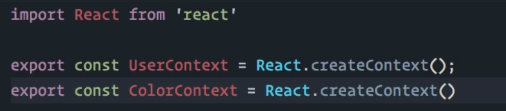 import React from 'react'
export const UserContext = React.createContext();
export const ColorContext = React.createContext()